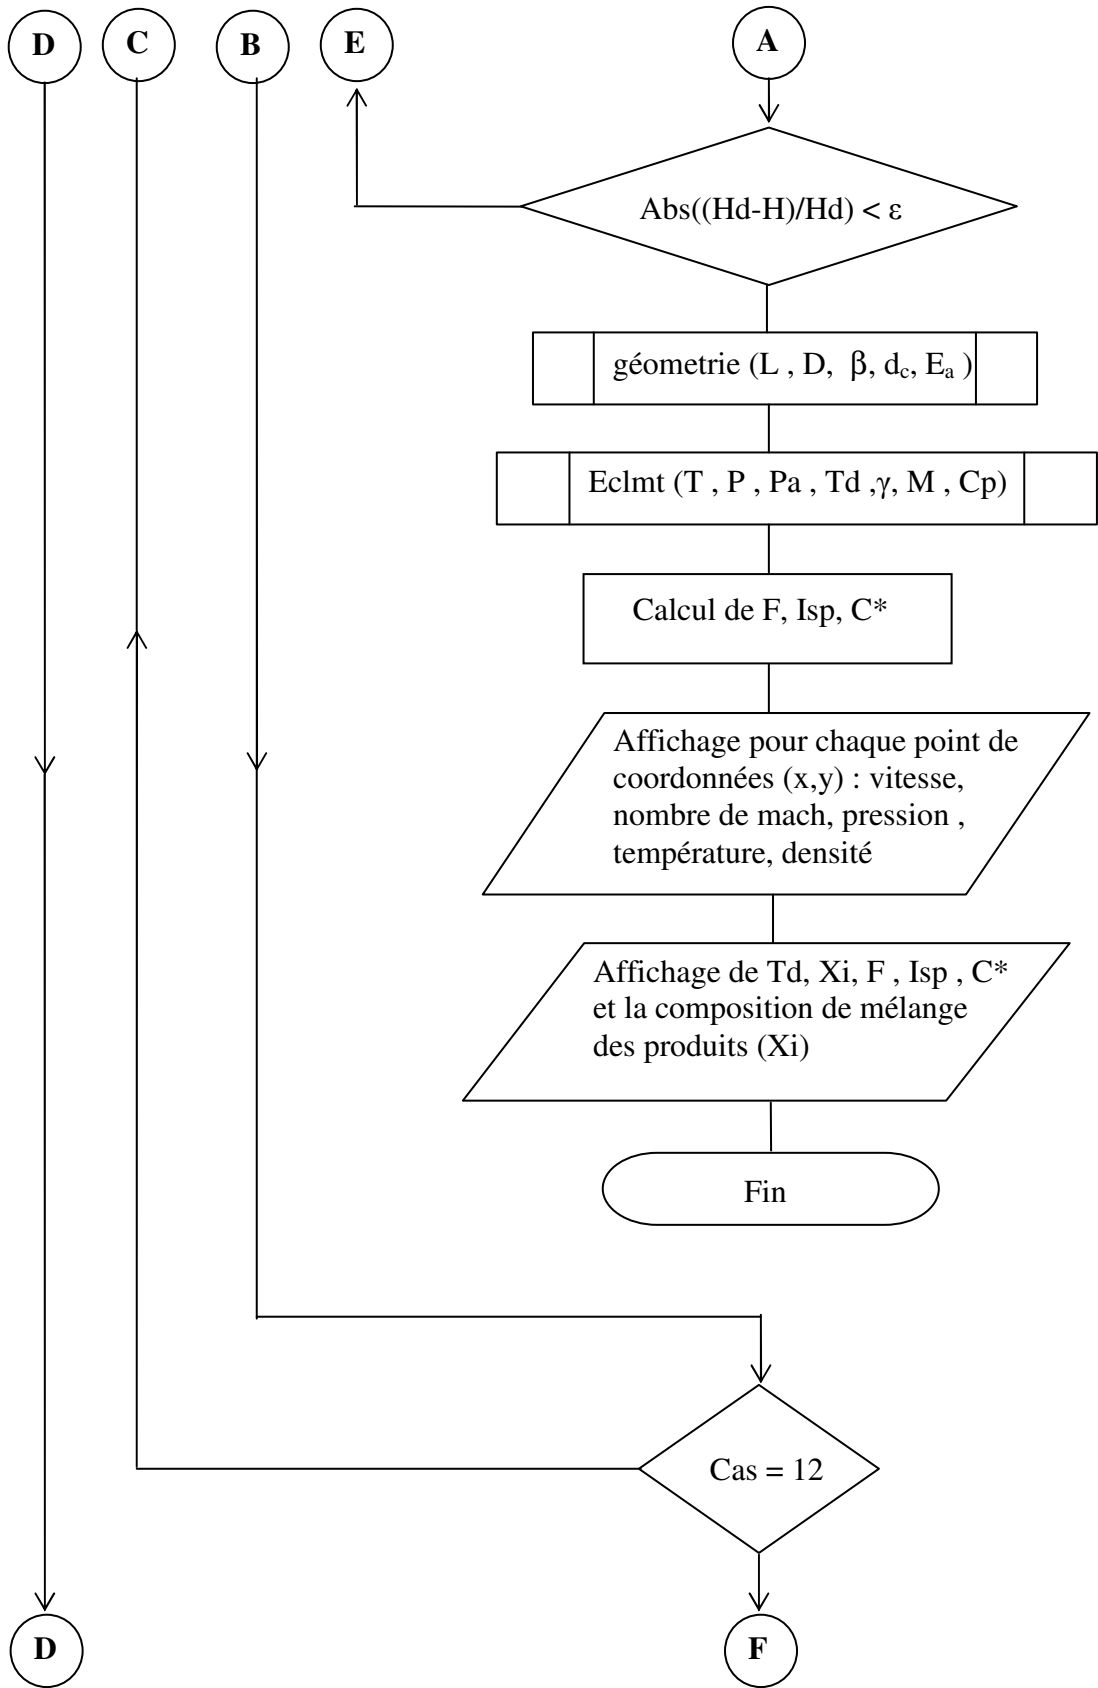 D C B E A
Abs((Hd-H)/Hd) < ε
géometrie (L , D, β, dc, Ea )
Eclmt (T , P , Pa , Td ,γ, M , Cp)
Calcul de F, Isp, C*
Affichage pour chaque point de
coordonnées (x,y) : vitesse,
nombre de mach, pression ,
température, densité
Affichage de Td, Xi, F , Isp , C*
et la composition de mélange
des produits (Xi)
Fin
Cas = 12
D F